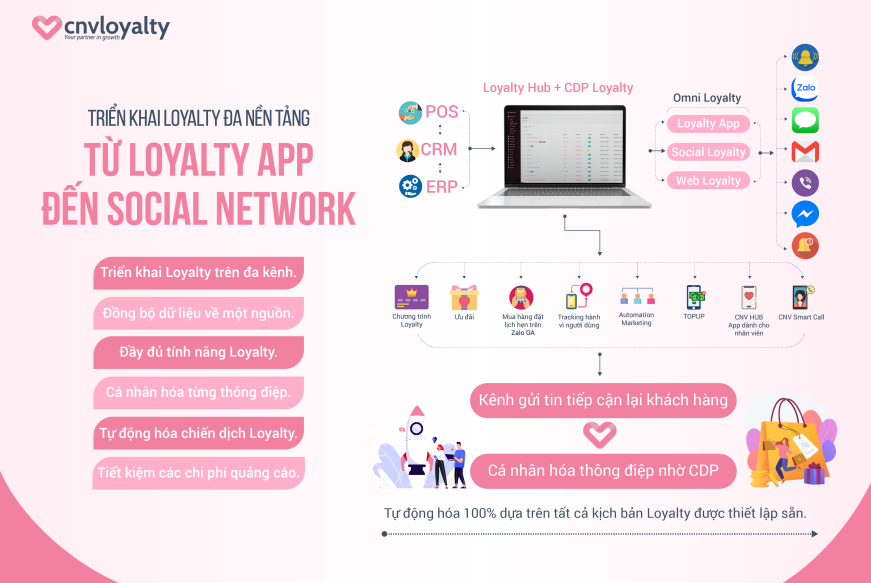 cnvloyalty
Your partner in growth
TRIỂN KHAI LOYALTY ĐA NỀN TẢNG
TỪ LOYALTY APP
ĐẾN SOCIAL NETWORK
Triển khai Loyalty trên đa kênh.
Đồng bộ dữ liệu về một nguồn.
Đầy đủ tính năng Loyalty.
Cá nhân hóa từng thông điệp.
Tự động hóa chiến dịch Loyalty.
Tiết kiệm các chi phí quảng cáo.
POS
CRM
ERP
Loyalty Hub + CDP Loyalty
Omni Loyalty
Loyalty App
Social Loyalty
Web Loyalty
Zalo
Chương trình
Loyalty
Ưu đãi
Mua hàng đặt
lịch hẹn trên
Zalo OA
Tracking hành
vi người dùng
Automation
Marketing
TOPUP
CNV HUB
App dành cho
nhân viên
CNV Smart Call
Kênh gửi tin tiếp cận lại khách hàng
Cá nhân hóa thông điệp nhờ CDP
Tự động hóa 100% dựa trên tất cả kịch bản Loyalty được thiết lập sẵn.